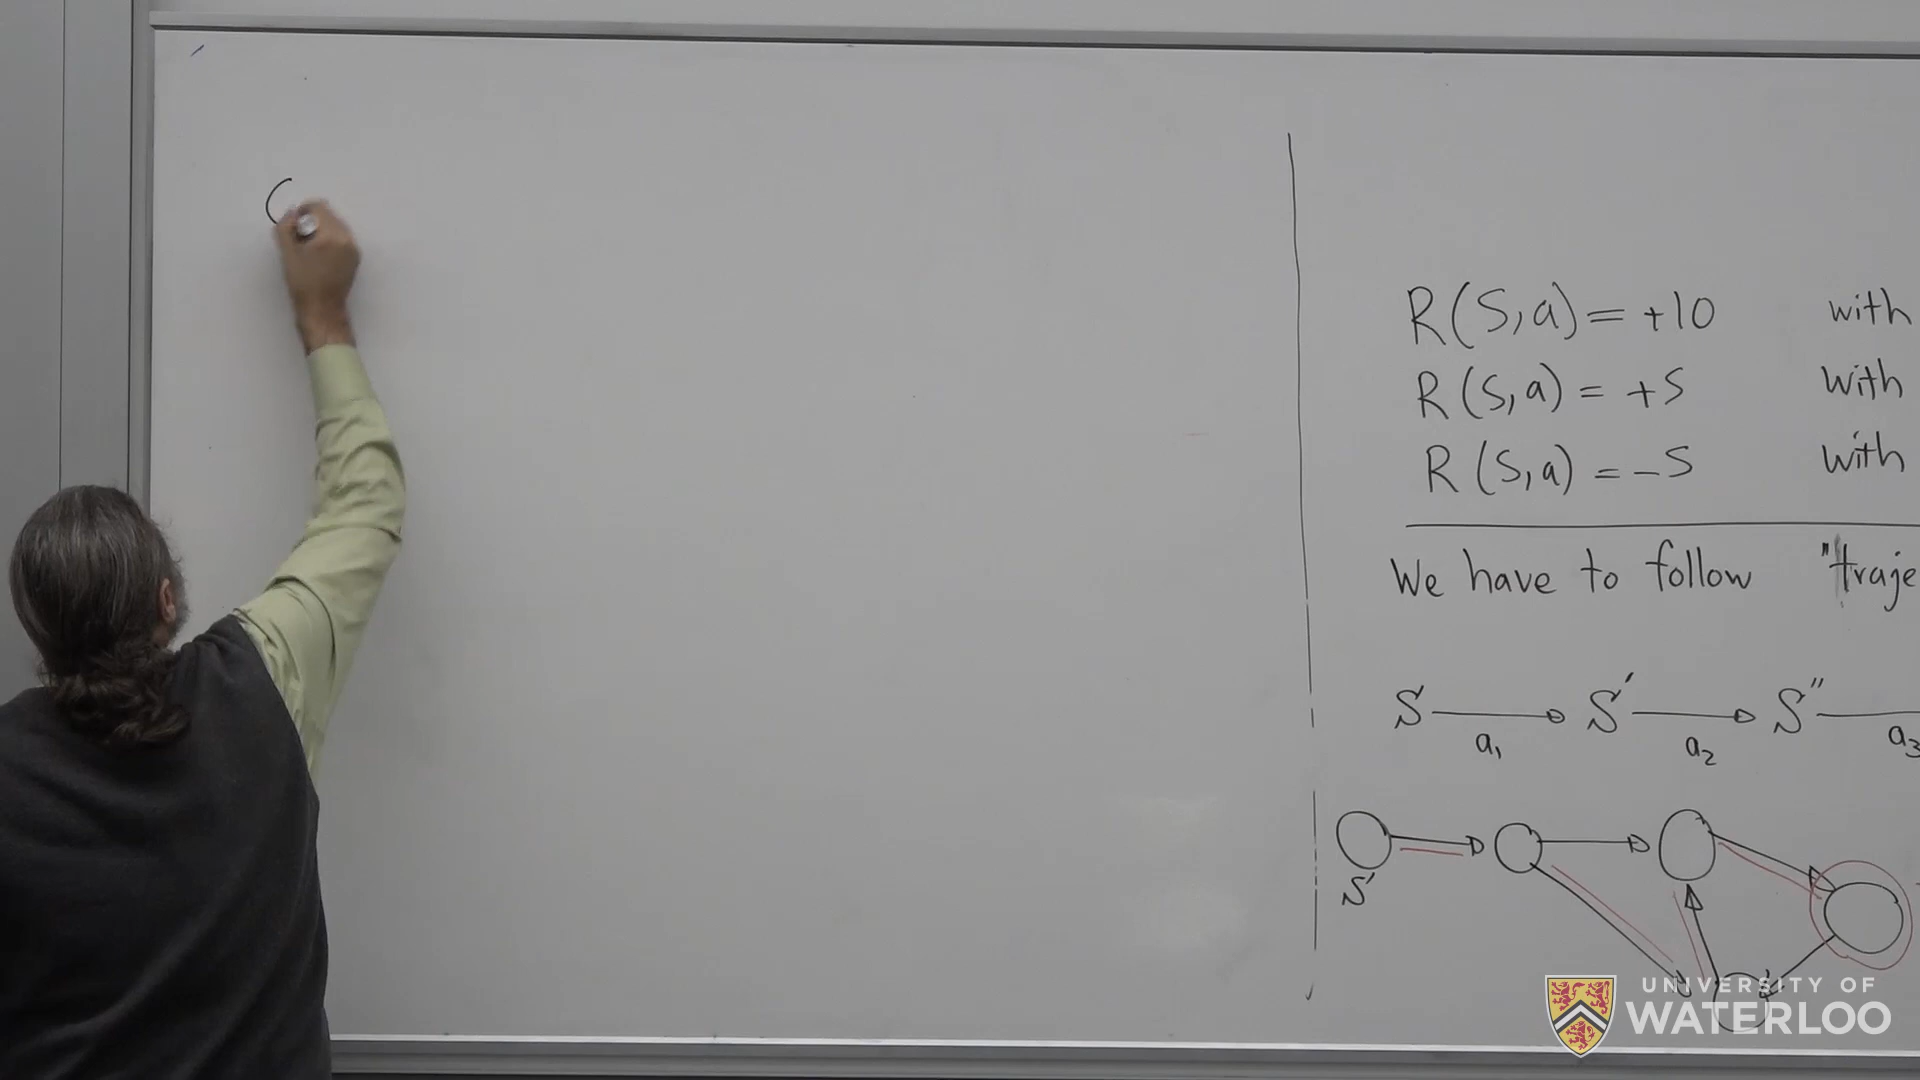 R(S,a) = +10 with
R(S,a) = +5 with
R(S,a) = -5 with
We have to follow "traje
S a₁ S' a₂ S'' a₃
S'
UNIVERSITY OF
WATERLOO